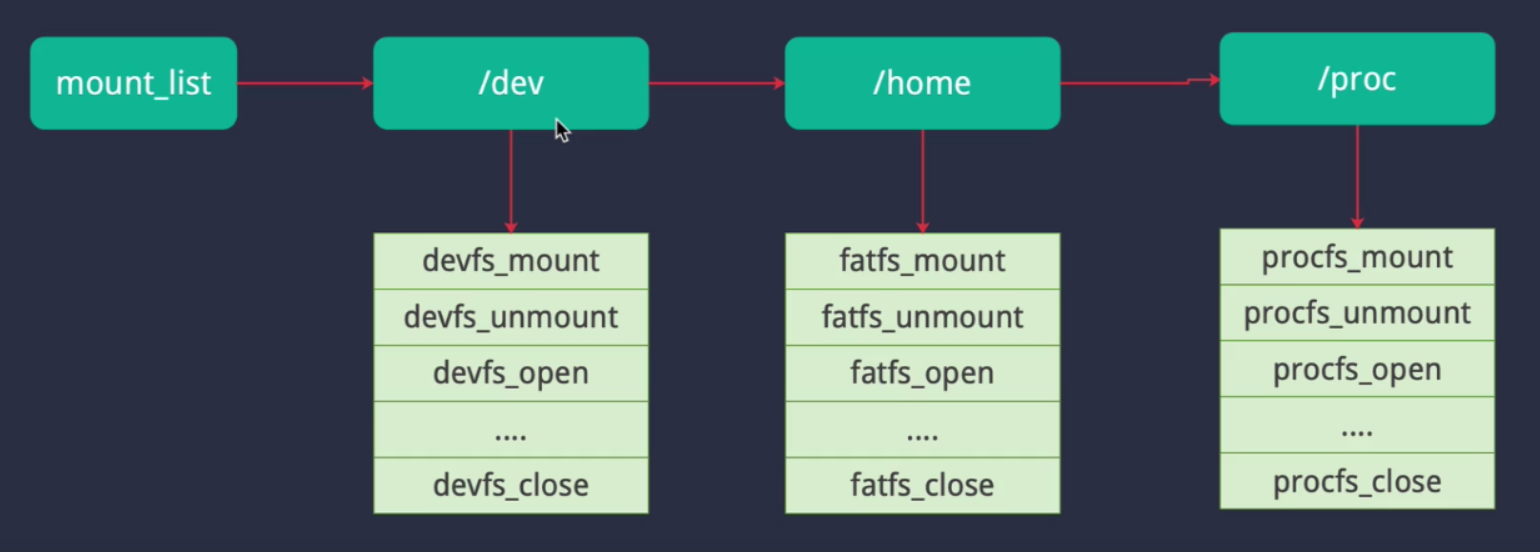 mount_list
/dev
/home
/proc
devfs_mount
devfs_unmount
devfs_open
....
devfs_close
fatfs_mount
fatfs_unmount
fatfs_open
....
fatfs_close
procfs_mount
procfs_unmount
procfs_open
....
procfs_close